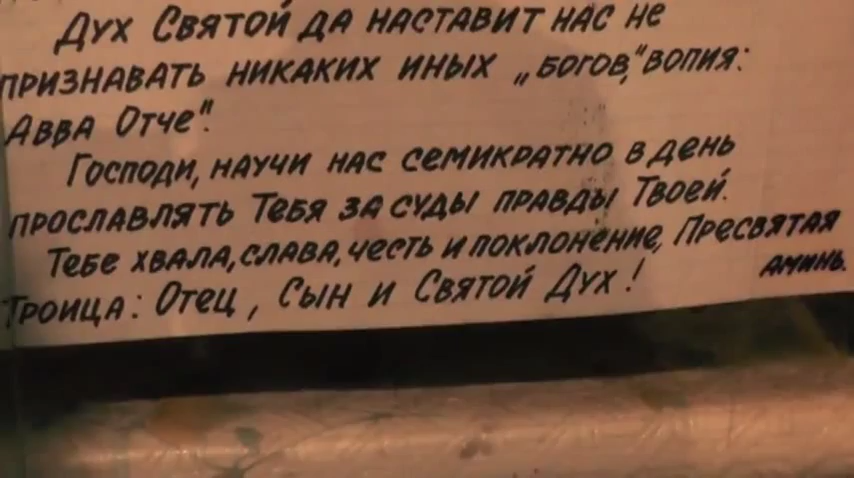 Дух Святой да наставит нас не
признавать никаких иных „богов," вопия:
Авва Отче".
Господи, научи нас семикратно в день
прославлять Тебя за суды правды Твоей.
Тебе хвала, слава, честь и поклонение, Пресвятая
Троица: Отец, Сын и Святой Дух! Аминь.